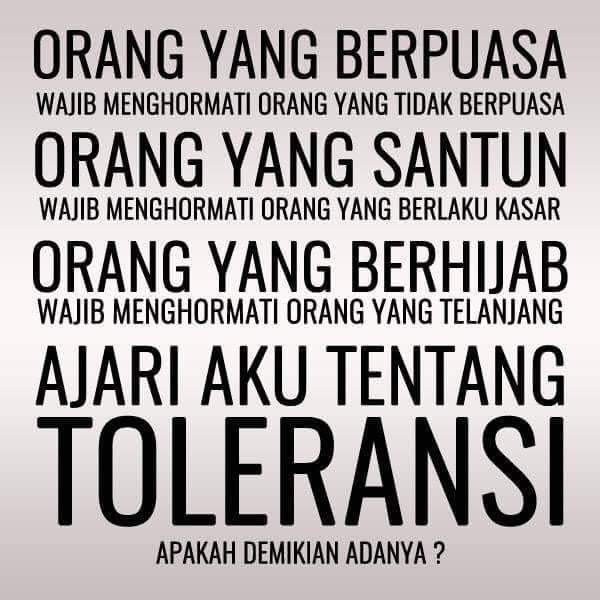 ORANG YANG BERPUASA
WAJIB MENGHORMATI ORANG YANG TIDAK BERPUASA
ORANG YANG SANTUN
WAJIB MENGHORMATI ORANG YANG BERLAKU KASAR
ORANG YANG BERHIJAB
WAJIB MENGHORMATI ORANG YANG TELANJANG
AJARI AKU TENTANG
TOLERANSI
APAKAH DEMIKIAN ADANYA ?